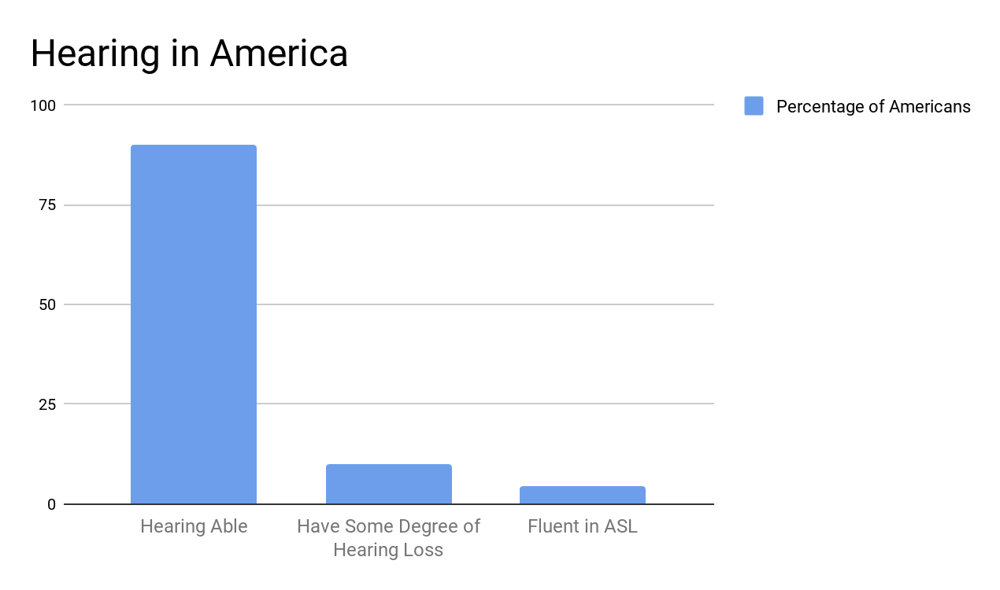 Hearing in America
100
75
50
25
0
Percentage of Americans
Hearing Able
Have Some Degree of
Hearing Loss
Fluent in ASL